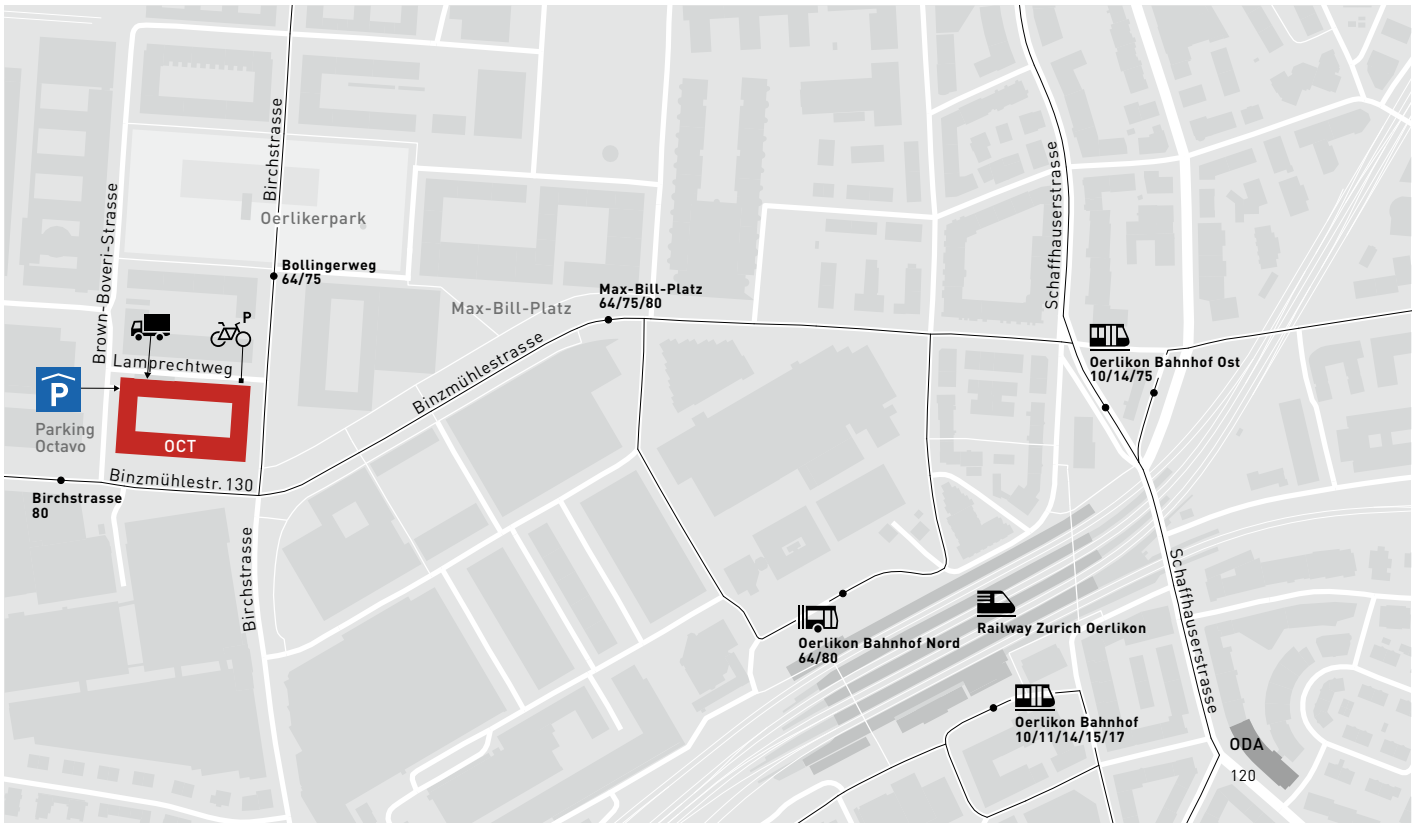 Birchstrasse
Schaffhauserstrasse
Brown-Boveri-Strasse
Oerlikerpark
Bollingerweg
64/75
Max-Bill-Platz
64/75/80
Max-Bill-Platz
P
Lamprechtweg
Binzmühlestrasse
Oerlikon Bahnhof Ost
10/14/75
P
Parking
Octavo
OCT
Binzmühlestr. 130
Birchstrasse
80
Birchstrasse
Schaffhauserstrasse
Railway Zurich Oerlikon
Oerlikon Bahnhof Nord
64/80
Oerlikon Bahnhof
10/11/14/15/17
ODA
120